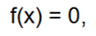 f(x) = 0,